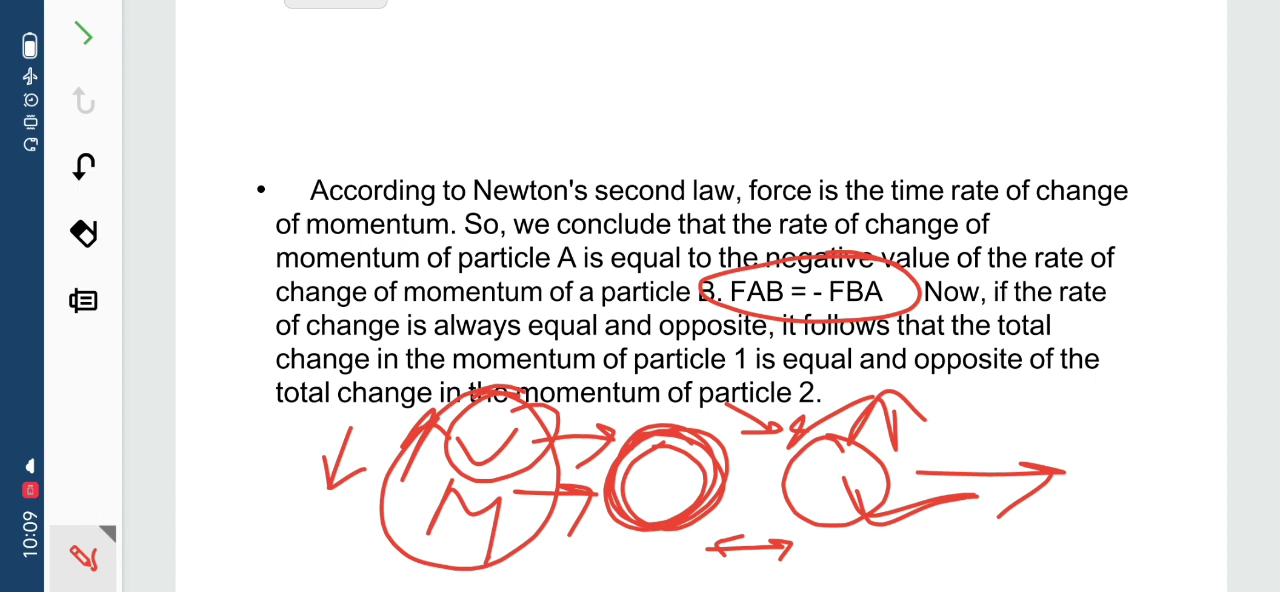 • According to Newton's second law, force is the time rate of change
of momentum. So, we conclude that the rate of change of
momentum of particle A is equal to the negative value of the rate of
change of momentum of a particle B. FAB = - FBA Now, if the rate
of change is always equal and opposite, it follows that the total
change in the momentum of particle 1 is equal and opposite of the
total change in the momentum of particle 2.
V
M
10:09